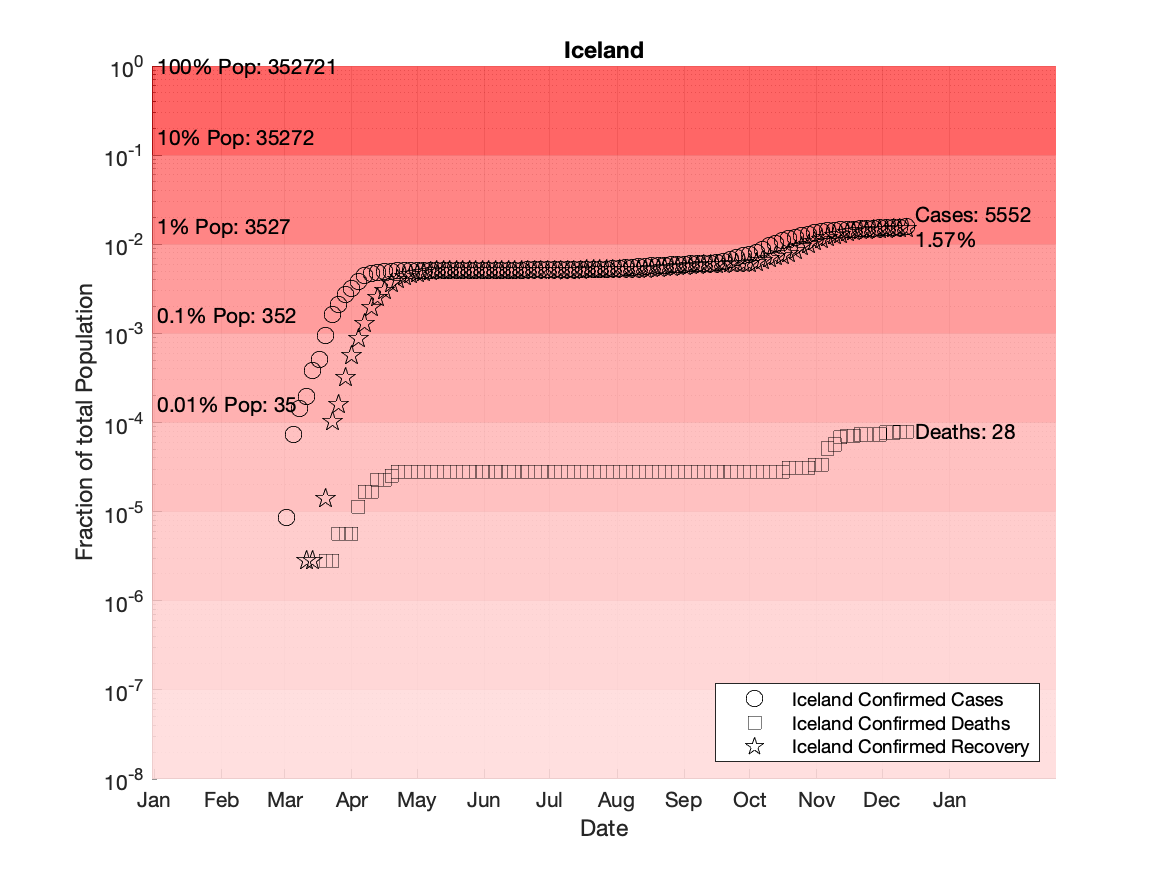 Iceland
10^0
100% Pop: 352721
10% Pop: 35272
10^-1
1% Pop: 3527
Cases: 5552
10^-2
1.57%
0.1% Pop: 352
10^-3
0.01% Pop: 35
10^-4
Deaths: 28
10^-5
10^-6
10^-7
10^-8
Fraction of total Population
Iceland Confirmed Cases
Iceland Confirmed Deaths
Iceland Confirmed Recovery
Jan Feb Mar Apr May Jun Jul Aug Sep Oct Nov Dec Jan
Date